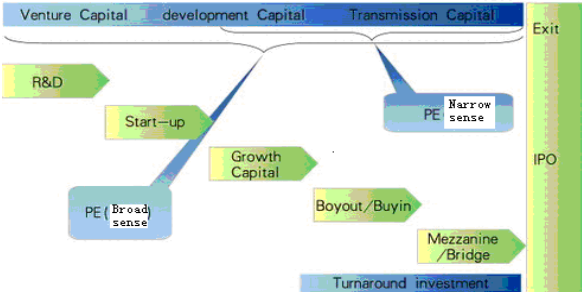 Venture Capital development Capital Transmission Capital
Exit
R&D
PE( Narrow
sense
Start-up
Growth
Capital
IPO
PE( Broad )
sense
Boyout/Buyin
Mezzanine
/Bridge
Turnaround investment